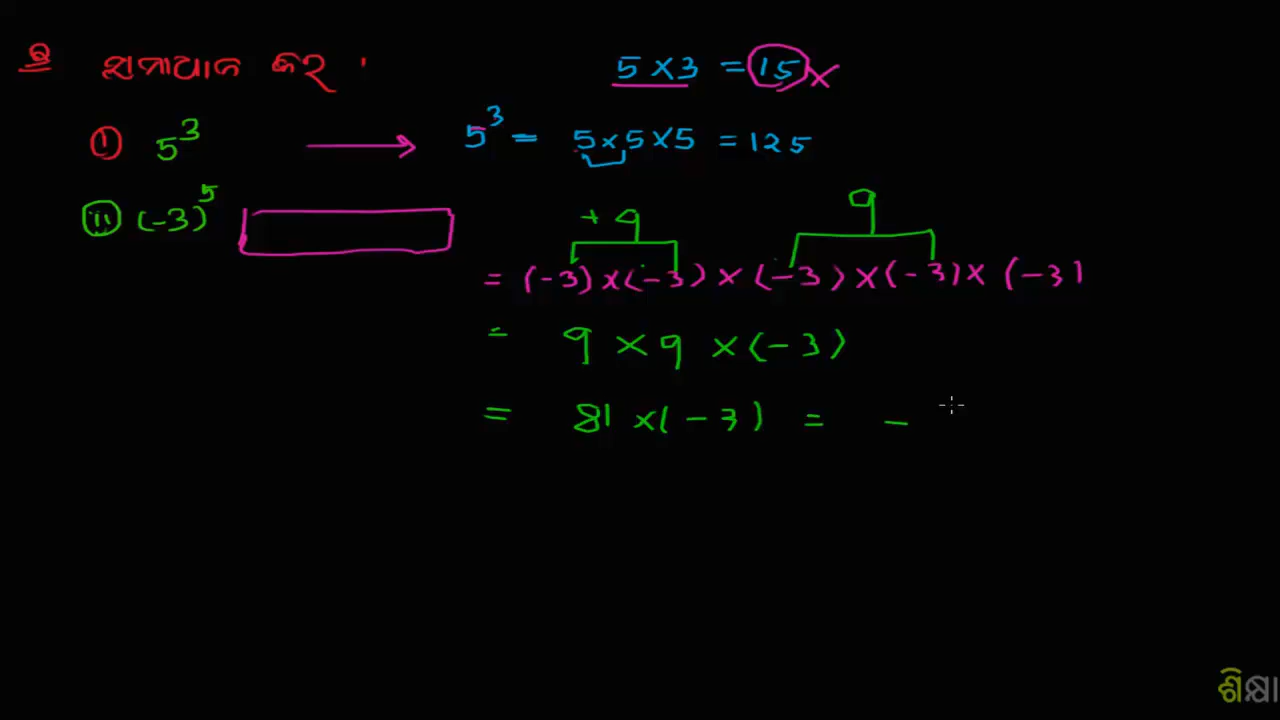 ଛ ସମାଧାନ କର ।
5 × 3 = 15 ×
(i) 5³ → 5³ = 5 × 5 × 5 = 125
(ii) (-3)⁵
+9 9
= (-3) × (-3) × (-3) × (-3) × (-3)
= 9 × 9 × (-3)
= 81 × (-3) = -
ଶିକ୍ଷା